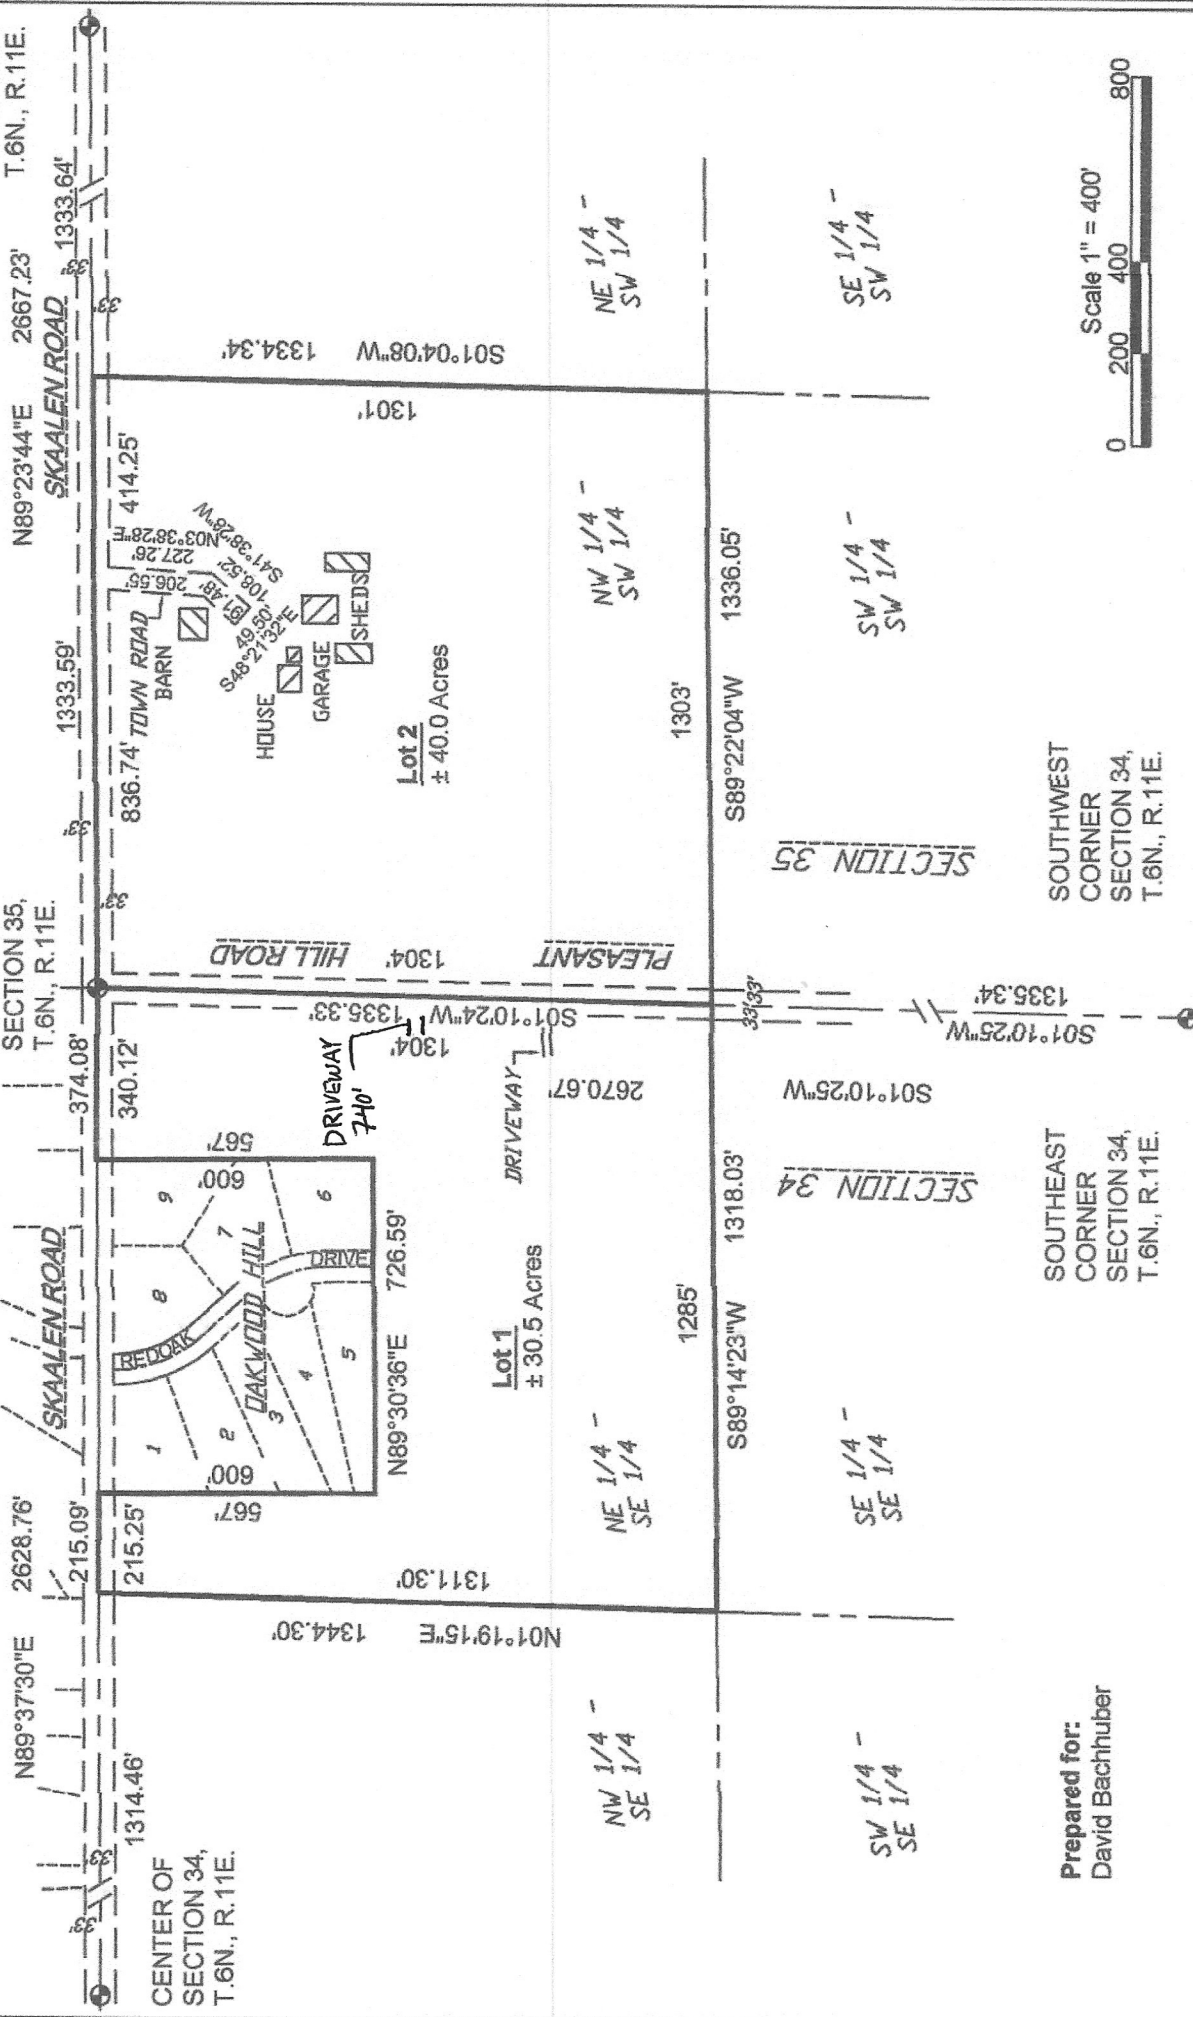 N89°37'30"E 2628.76'
SECTION 35,
T.6N., R.11E.
N89°23'44"E 2667.23'
T.6N., R.11E.
SKAALEN ROAD
SKAALEN ROAD
33'
33'
215.09'
374.08'
33'
33'
1333.59'
33'
33'
1333.64'
1314.46'
215.25'
340.12'
836.74'
414.25'
CENTER OF
SECTION 34,
T.6N., R.11E.
1
2
3
4
5
6
7
8
9
REDOAK
DRIVE
OAKWOOD HILL
567'
600'
600'
567'
N89°30'36"E 726.59'
TOWN ROAD
206.55'
227.26'
N03°38'28"E
BARN
91.48'
108.52'
S41°38'28"W
49.50'
S48°21'32"E
HOUSE
GARAGE
SHEDS
DRIVEWAY
740'
HILL ROAD
1304'
PLEASANT
S01°10'24"W 1335.33'
1304'
DRIVEWAY
2670.67'
S01°10'25"W
N01°19'15"E 1344.30'
1311.30'
S01°04'08"W 1334.34'
1301'
Lot 1
± 30.5 Acres
Lot 2
± 40.0 Acres
NW 1/4 -
SE 1/4
NE 1/4 -
SE 1/4
NW 1/4 -
SW 1/4
NE 1/4 -
SW 1/4
1285'
1303'
S89°14'23"W 1318.03'
S89°22'04"W 1336.05'
33'
33'
SECTION 34
SECTION 35
SW 1/4 -
SE 1/4
SE 1/4 -
SE 1/4
SW 1/4 -
SW 1/4
SE 1/4 -
SW 1/4
S01°10'25"W
1335.34'
SOUTHEAST
CORNER
SECTION 34,
T.6N., R.11E.
SOUTHWEST
CORNER
SECTION 34,
T.6N., R.11E.
Prepared for:
David Bachhuber
Scale 1" = 400'
0 200 400 800